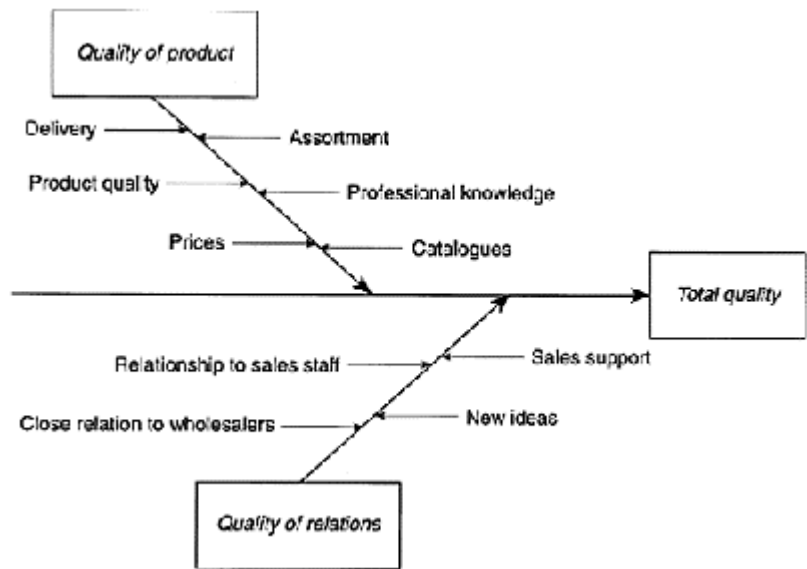 Quality of product
Delivery
Assortment
Product quality
Professional knowledge
Prices
Catalogues
Total quality
Relationship to sales staff
Sales support
Close relation to wholesalers
New ideas
Quality of relations